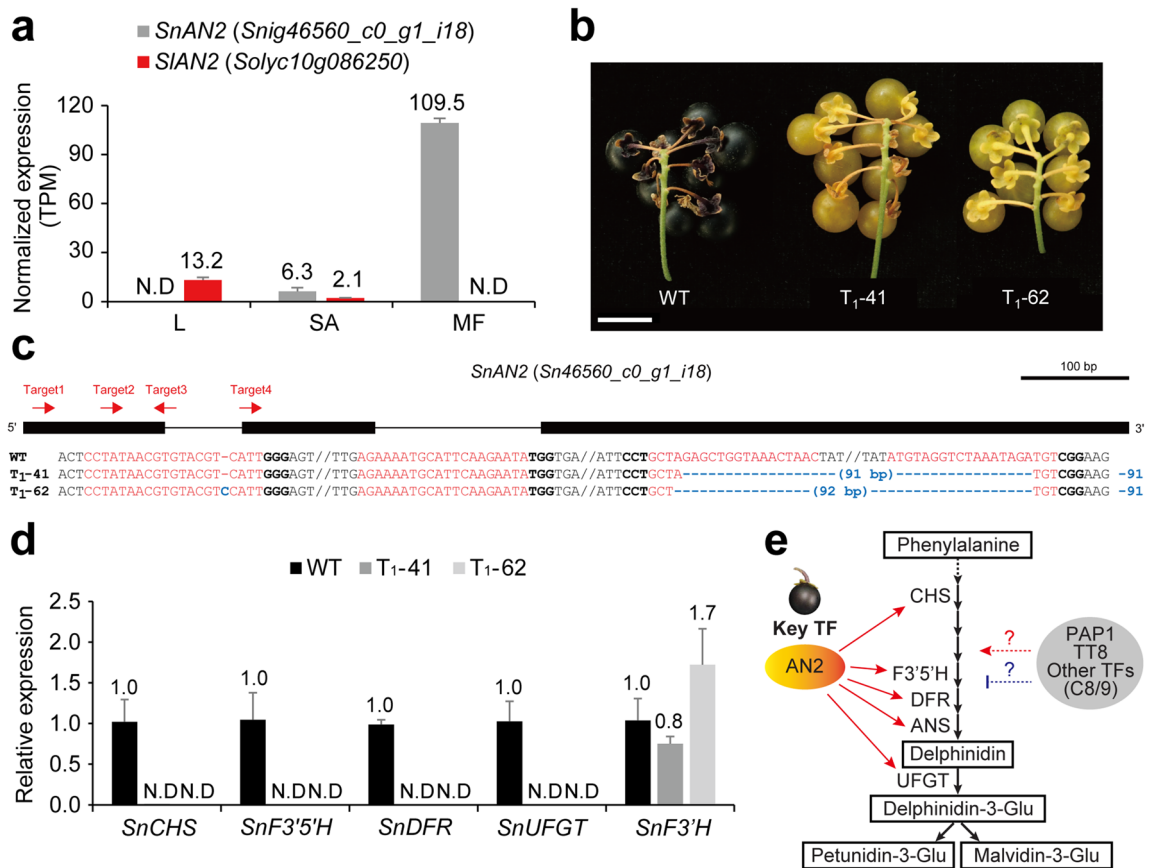 a
SnAN2 (Snig46560_c0_g1_i18)
SlAN2 (Solyc10g086250)
Normalized expression
(TPM)
120
90
60
30
0
N.D
13.2
6.3
2.1
109.5
N.D
L
SA
MF
b
WT
T1-41
T1-62
c
SnAN2 (Sn46560_c0_g1_i18)
100 bp
Target1
Target2
Target3
Target4
5'
3'
WT ACTCCTATAACGTGTACGT-CATTGGGAGT//TTGAGAAAATGCATTCAAGAATATGGTGA//ATTCCTGCTAGAGCTGGTAAACTAACTAT//TATATGTAGGTCTAAATAGATGTCGGAAG
T1-41 ACTCCTATAACGTGTACGT-CATTGGGAGT//TTGAGAAAATGCATTCAAGAATATGGTGA//ATTCCTGCTA----------------(91 bp)-----------------TGTCGGAAG -91
T1-62 ACTCCTATAACGTGTACGTCCATTGGGAGT//TTGAGAAAATGCATTCAAGAATATGGTGA//ATTCCTGCT--------------(92 bp)-----------------TGTCGGAAG -91
d
WT
T1-41
T1-62
Relative expression
2.5
2.0
1.5
1.0
0.5
0.0
1.0
N.D
N.D
1.0
N.D
N.D
1.0
N.D
N.D
1.0
N.D
N.D
1.0
0.8
1.7
SnCHS
SnF3'5'H
SnDFR
SnUFGT
SnF3'H
e
Phenylalanine
CHS
Key TF
AN2
F3'5'H
DFR
ANS
?
?
PAP1
TT8
Other TFs
(C8/9)
Delphinidin
UFGT
Delphinidin-3-Glu
Petunidin-3-Glu
Malvidin-3-Glu